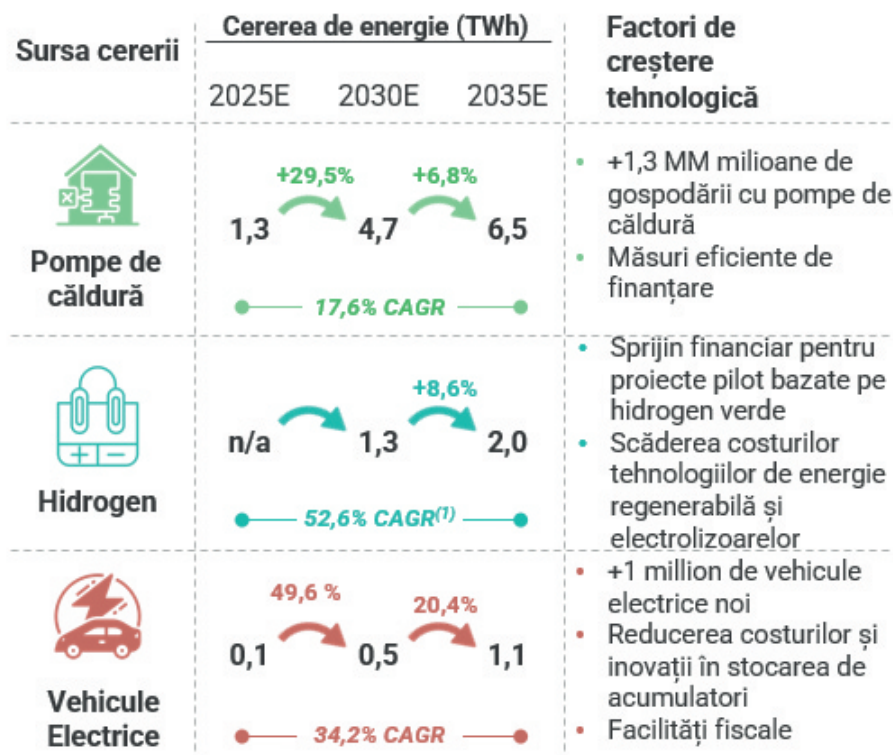 Sursa cererii
Cererea de energie (TWh)
2025E 2030E 2035E
Factori de
creștere
tehnologică
Pompe de
căldură
+29,5% +6,8%
1,3 4,7 6,5
17,6% CAGR
• +1,3 MM milioane de
gospodării cu pompe de
căldură
• Măsuri eficiente de
finanțare
Hidrogen
+8,6%
n/a 1,3 2,0
52,6% CAGR(1)
• Sprijin financiar pentru
proiecte pilot bazate pe
hidrogen verde
• Scăderea costurilor
tehnologiilor de energie
regenerabilă și
electrolizoarelor
Vehicule
Electrice
49,6 % 20,4%
0,1 0,5 1,1
34,2% CAGR
• +1 million de vehicule
electrice noi
• Reducerea costurilor și
inovații în stocarea de
acumulatori
• Facilități fiscale